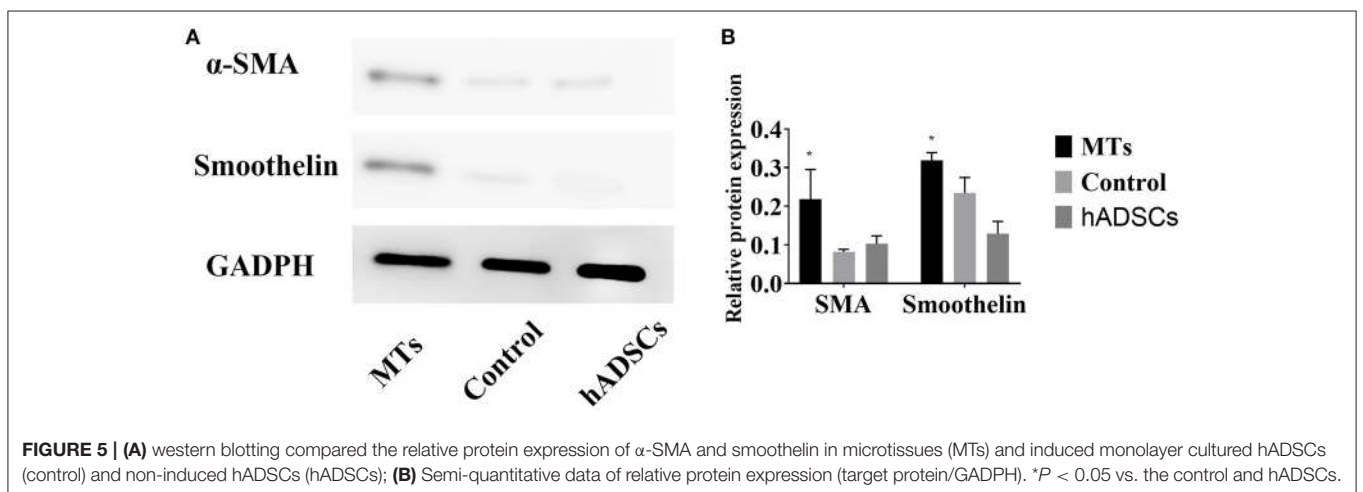 A
α-SMA
Smoothelin
GADPH
MTs
Control
hADSCs
B
Relative protein expression
0.4
0.3
0.2
0.1
0.0
*
*
SMA
Smoothelin
MTs
Control
hADSCs
FIGURE 5 | (A) western blotting compared the relative protein expression of α-SMA and smoothelin in microtissues (MTs) and induced monolayer cultured hADSCs
(control) and non-induced hADSCs (hADSCs); (B) Semi-quantitative data of relative protein expression (target protein/GADPH). *P < 0.05 vs. the control and hADSCs.